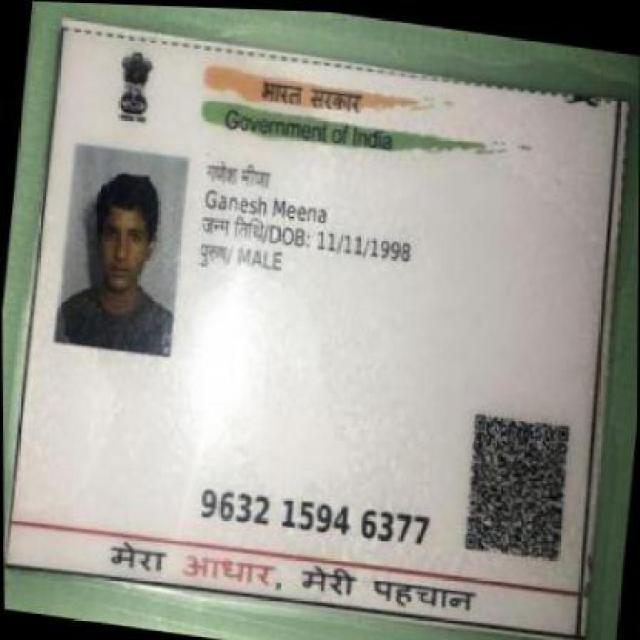 भारत सरकार
Government of India
गणेश मीणा
Ganesh Meena
जन्म तिथि/DOB: 11/11/1998
पुरुष/ MALE
9632 1594 6377
मेरा आधार, मेरी पहचान